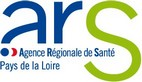 ars
Agence Régionale de Santé
Pays de la Loire